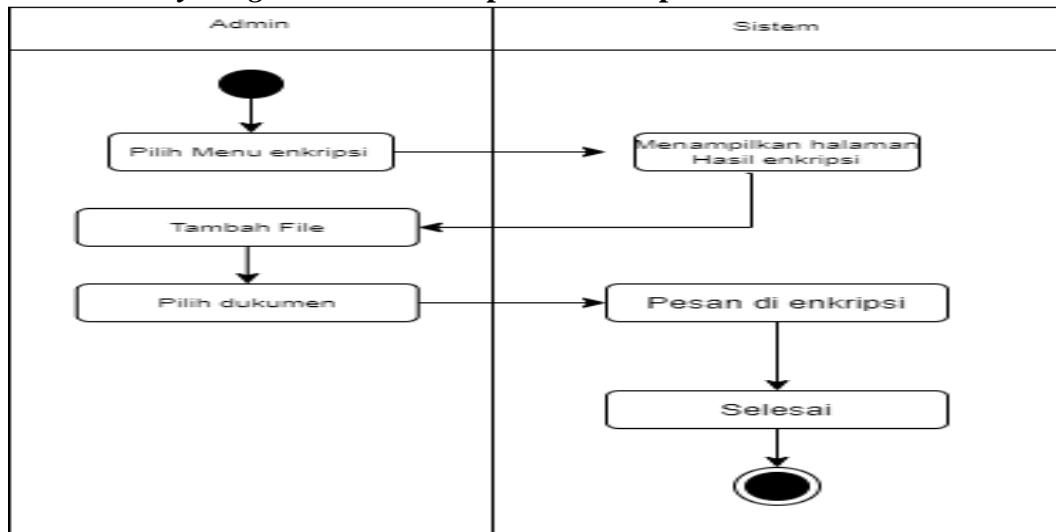 Admin
Sistem
Pilih Menu enkripsi
Menampilkan halaman
Hasil enkripsi
Tambah File
Pilih dukumen
Pesan di enkripsi
Selesai